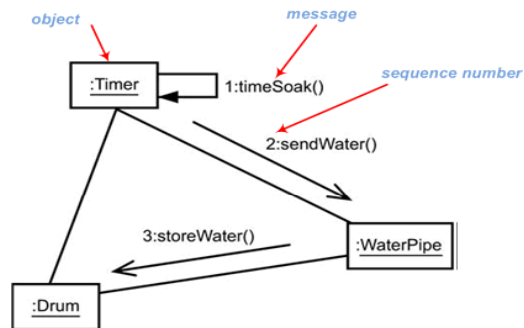 object
message
:Timer
1:timeSoak()
sequence number
2:sendWater()
3:storeWater()
:WaterPipe
:Drum